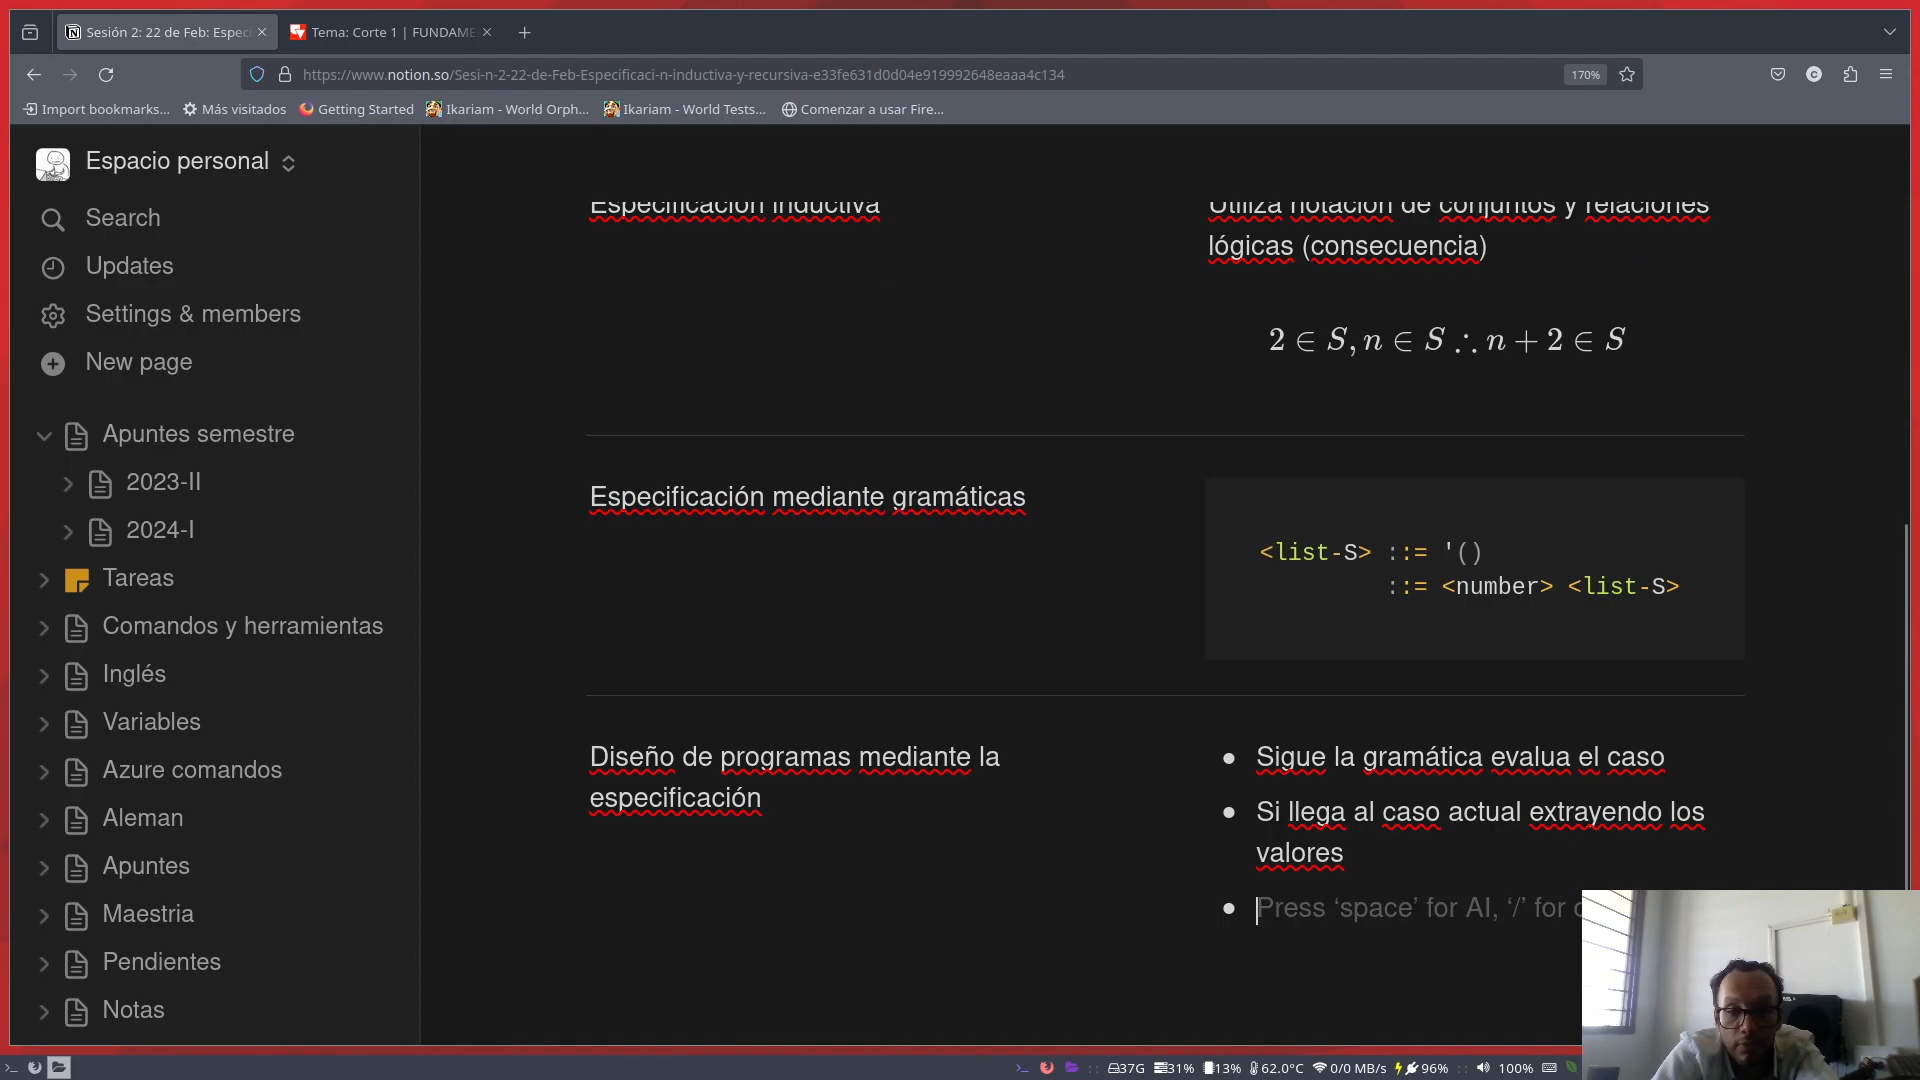 Sesión 2: 22 de Feb: Especi
Tema: Corte 1 | FUNDAME
https://www.notion.so/Sesi-n-2-22-de-Feb-Especificaci-n-inductiva-y-recursiva-e33fe631d0d04e919992648eaaa4c134
170%
Import bookmarks...
Más visitados
Getting Started
Ikariam - World Orph...
Ikariam - World Tests...
Comenzar a usar Fire...
Espacio personal
Search
Updates
Settings & members
New page
Apuntes semestre
2023-II
2024-I
Tareas
Comandos y herramientas
Inglés
Variables
Azure comandos
Aleman
Apuntes
Maestria
Pendientes
Notas
Especificación inductiva
Utiliza notación de conjuntos y relaciones
lógicas (consecuencia)
2 ∈ S, n ∈ S ∴ n + 2 ∈ S
Especificación mediante gramáticas
<list-S> ::= '()
::= <number> <list-S>
Diseño de programas mediante la
especificación
• Sigue la gramática evalua el caso
• Si llega al caso actual extrayendo los
valores
• Press ‘space’ for AI, ‘/’ for c
37G 31% 13% 62.0°C 0/0 MB/s 96% :: 100%